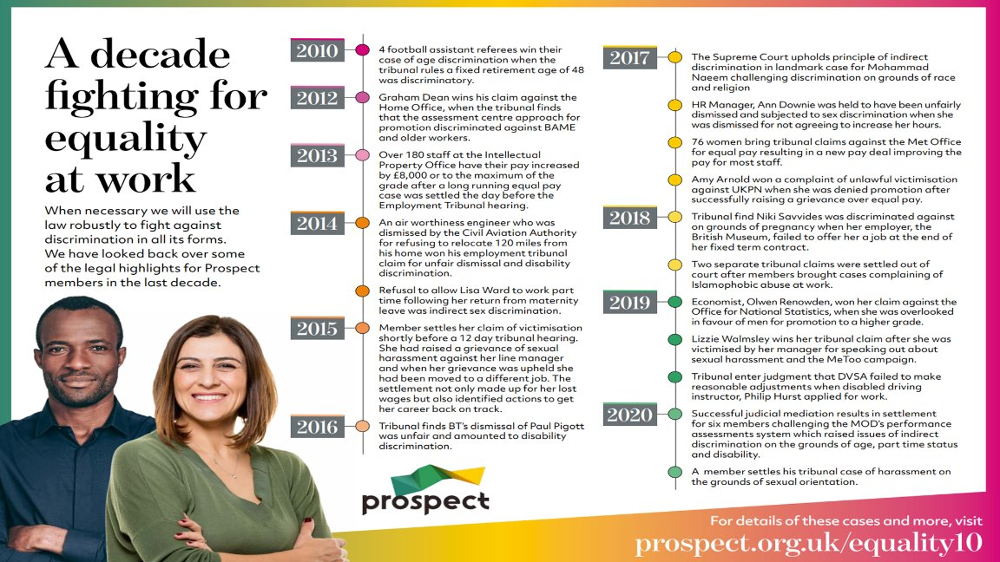 A decade
fighting for
equality
at work
When necessary we will use the
law robustly to fight against
discrimination in all its forms.
We have looked back over some
of the legal highlights for Prospect
members in the last decade.
2010
4 football assistant referees win their
case of age discrimination when the
tribunal rules a fixed retirement age of 48
was discriminatory.
2012
Graham Dean wins his claim against the
Home Office, when the tribunal finds
that the assessment centre approach for
promotion discriminated against BAME
and older workers.
2013
Over 180 staff at the Intellectual
Property Office have their pay increased
by £8,000 or to the maximum of the
grade after a long running equal pay
case was settled the day before the
Employment Tribunal hearing.
2014
An air worthiness engineer who was
dismissed by the Civil Aviation Authority
for refusing to relocate 120 miles from
his home won his employment tribunal
claim for unfair dismissal and disability
discrimination.
Refusal to allow Lisa Ward to work part
time following her return from maternity
leave was indirect sex discrimination.
2015
Member settles her claim of victimisation
shortly before a 12 day tribunal hearing.
She had raised a grievance of sexual
harassment against her line manager
and when her grievance was upheld she
had been moved to a different job. The
settlement not only made up for her lost
wages but also identified actions to get
her career back on track.
2016
Tribunal finds BT's dismissal of Paul Pigott
was unfair and amounted to disability
discrimination.
prospect
2017
The Supreme Court upholds principle of indirect
discrimination in landmark case for Mohammad
Naeem challenging discrimination on grounds of race
and religion
HR Manager, Ann Downie was held to have been unfairly
dismissed and subjected to sex discrimination when she
was dismissed for not agreeing to increase her hours.
76 women bring tribunal claims against the Met Office
for equal pay resulting in a new pay deal improving the
pay for most staff.
Amy Arnold won a complaint of unlawful victimisation
against UKPN when she was denied promotion after
successfully raising a grievance over equal pay.
2018
Tribunal find Niki Savvides was discriminated against
on grounds of pregnancy when her employer, the
British Museum, failed to offer her a job at the end of
her fixed term contract.
Two separate tribunal claims were settled out of
court after members brought cases complaining of
Islamophobic abuse at work.
2019
Economist, Olwen Renowden, won her claim against the
Office for National Statistics, when she was overlooked
in favour of men for promotion to a higher grade.
Lizzie Walmsley wins her tribunal claim after she was
victimised by her manager for speaking out about
sexual harassment and the MeToo campaign.
Tribunal enter judgment that DVSA failed to make
reasonable adjustments when disabled driving
instructor, Philip Hurst applied for work.
2020
Successful judicial mediation results in settlement
for six members challenging the MOD's performance
assessments system which raised issues of indirect
discrimination on the grounds of age, part time status
and disability.
A member settles his tribunal case of harassment on
the grounds of sexual orientation.
For details of these cases and more, visit
prospect.org.uk/equality10